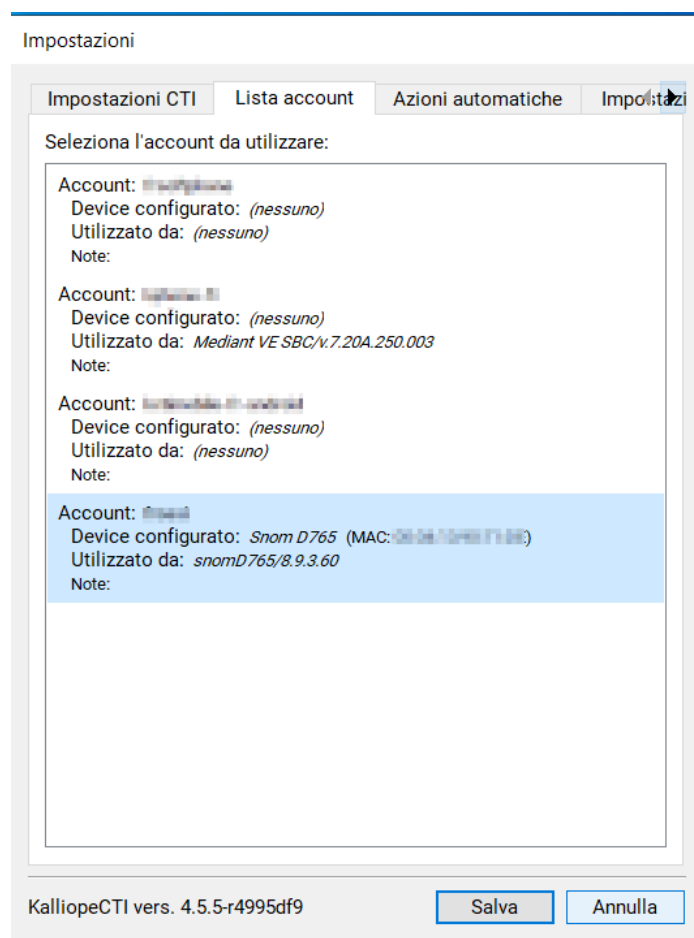 Impostazioni
Impostazioni CTI Lista account Azioni automatiche
Seleziona l'account da utilizzare:
Account:
Device configurato: (nessuno)
Utilizzato da: (nessuno)
Note:
Account:
Device configurato: (nessuno)
Utilizzato da: Mediant VE SBC/v.7.20A.250.003
Note:
Account:
Device configurato: (nessuno)
Utilizzato da: (nessuno)
Note:
Account:
Device configurato: Snom D765 (MAC: )
Utilizzato da: snomD765/8.9.3.60
Note:
KalliopeCTI vers. 4.5.5-r4995df9 Salva Annulla